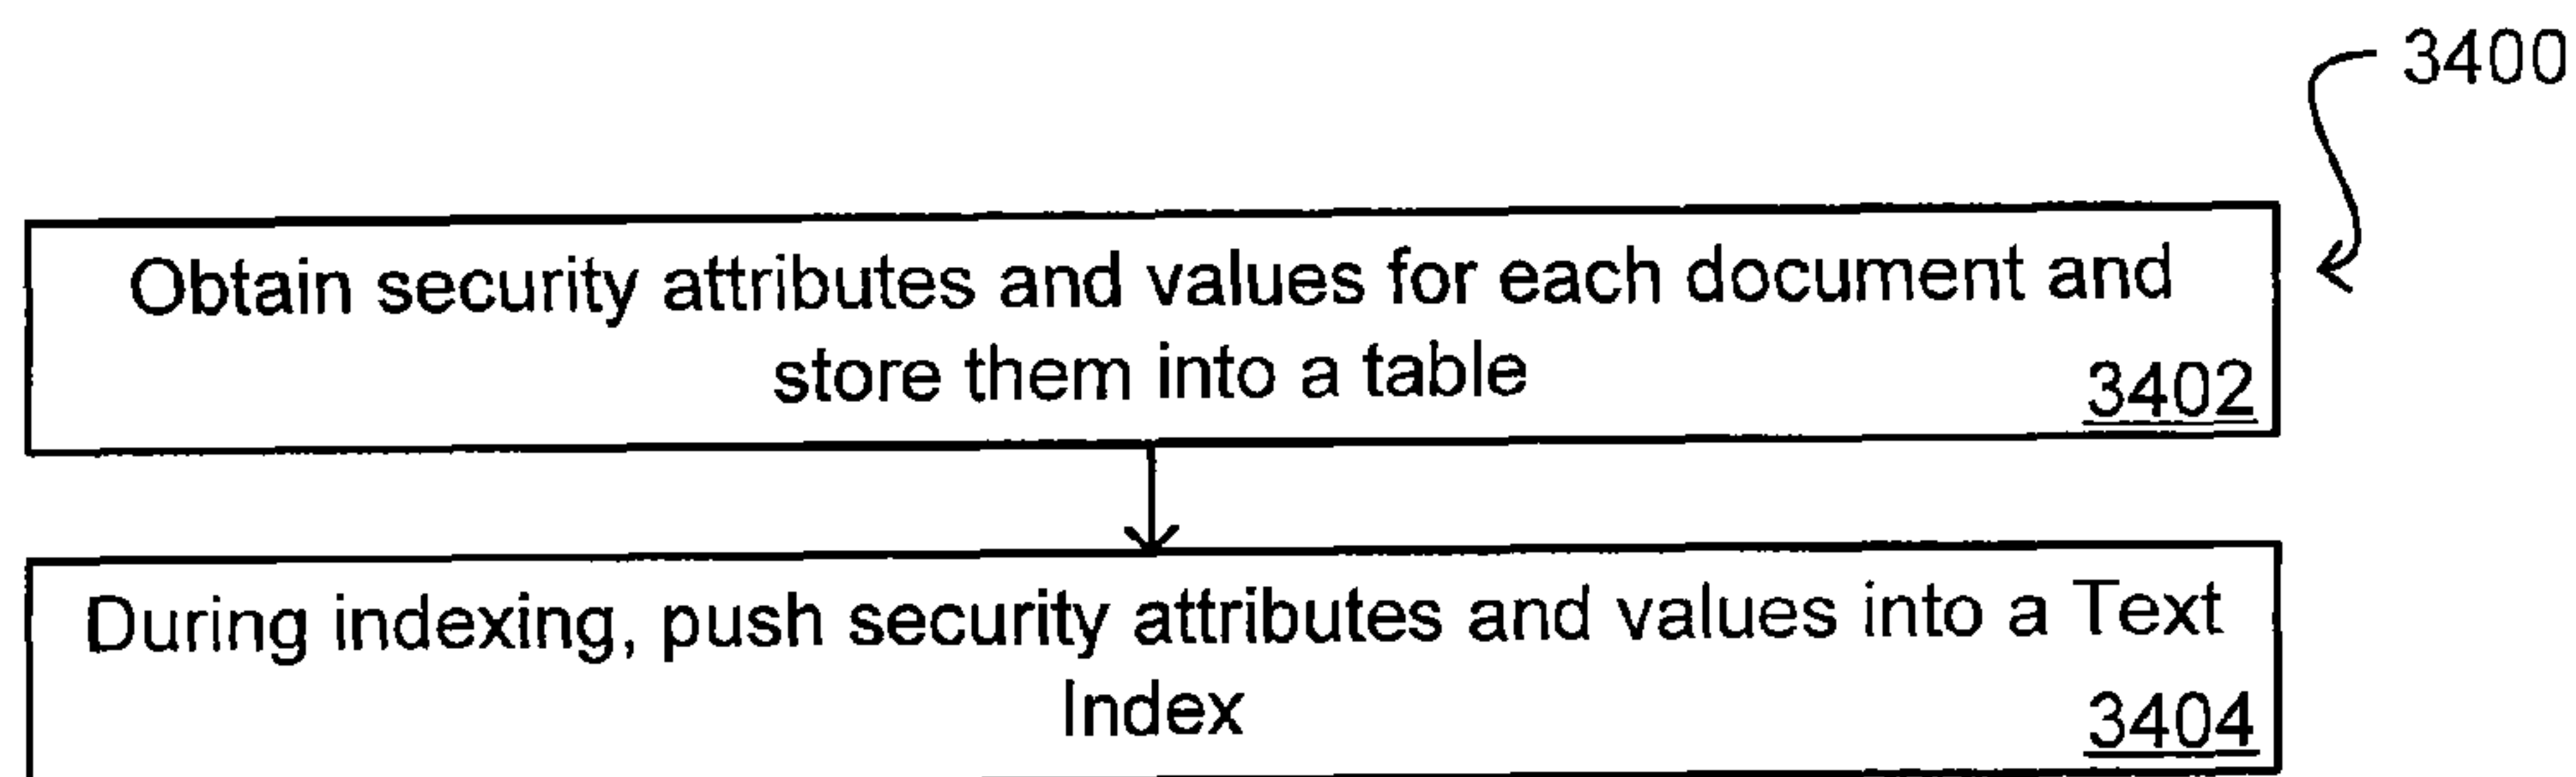 3400
Obtain security attributes and values for each document and
store them into a table
3402
During indexing, push security attributes and values into a Text
Index
3404